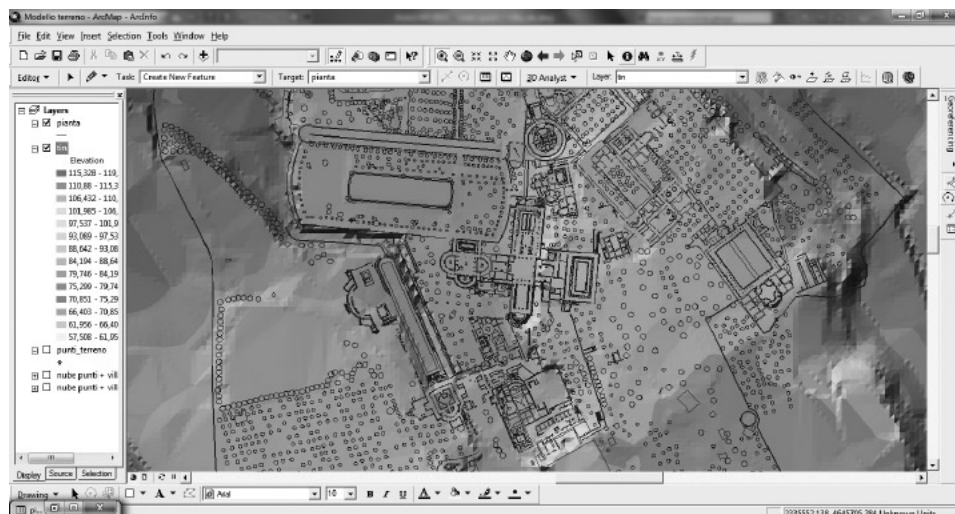 Modello terreno - ArcMap - ArcInfo
File Edit View Insert Selection Tools Window Help
Editor Task: Create New Feature Target: pianta 3D Analyst Layer: tin
Layers
pianta
tin
Elevation
115,328 - 119,
110,88 - 115,3
106,432 - 110,
101,985 - 106,
97,537 - 101,9
93,089 - 97,53
88,642 - 93,08
84,194 - 88,64
79,746 - 84,19
75,299 - 79,74
70,851 - 75,29
66,403 - 70,85
61,956 - 66,40
57,508 - 61,95
punti_terreno
nube punti + vill
nube punti + vill
Georeferencing
Display Source Selection
Drawing A Arial 10 B I U A
pi...
Unknown Units